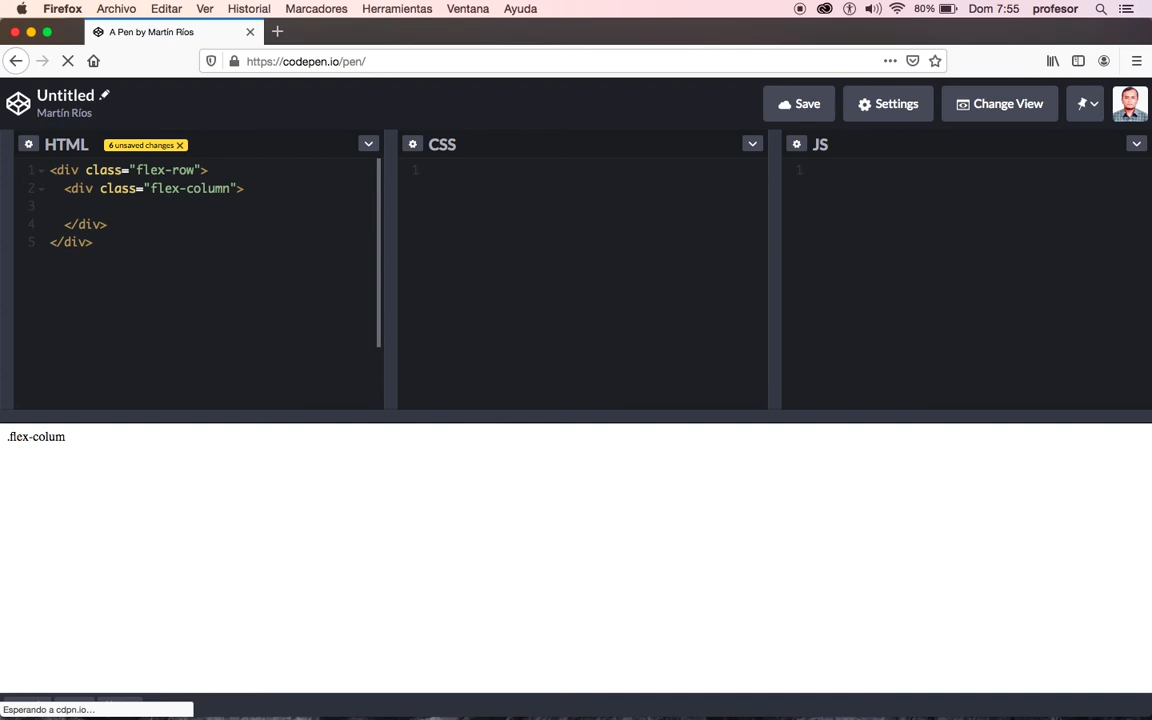 Firefox Archivo Editar Ver Historial Marcadores Herramientas Ventana Ayuda 80% Dom 7:55 profesor
A Pen by Martín Ríos
https://codepen.io/pen/
Untitled
Martín Ríos
Save Settings Change View
HTML 6 unsaved changes X CSS JS
1 <div class="flex-row"> 1 1
2 <div class="flex-column">
3
4 </div>
5 </div>
.flex-colum
Esperando a cdpn.io...